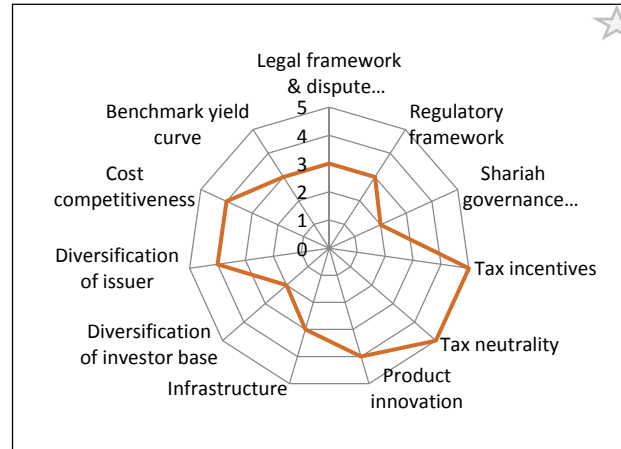 Legal framework
& dispute...
Regulatory
framework
Shariah
governance...
Tax incentives
Tax neutrality
Product
innovation
Infrastructure
Diversification
of investor base
Diversification
of issuer
Cost
competitiveness
Benchmark yield
curve
5
4
3
2
1
0